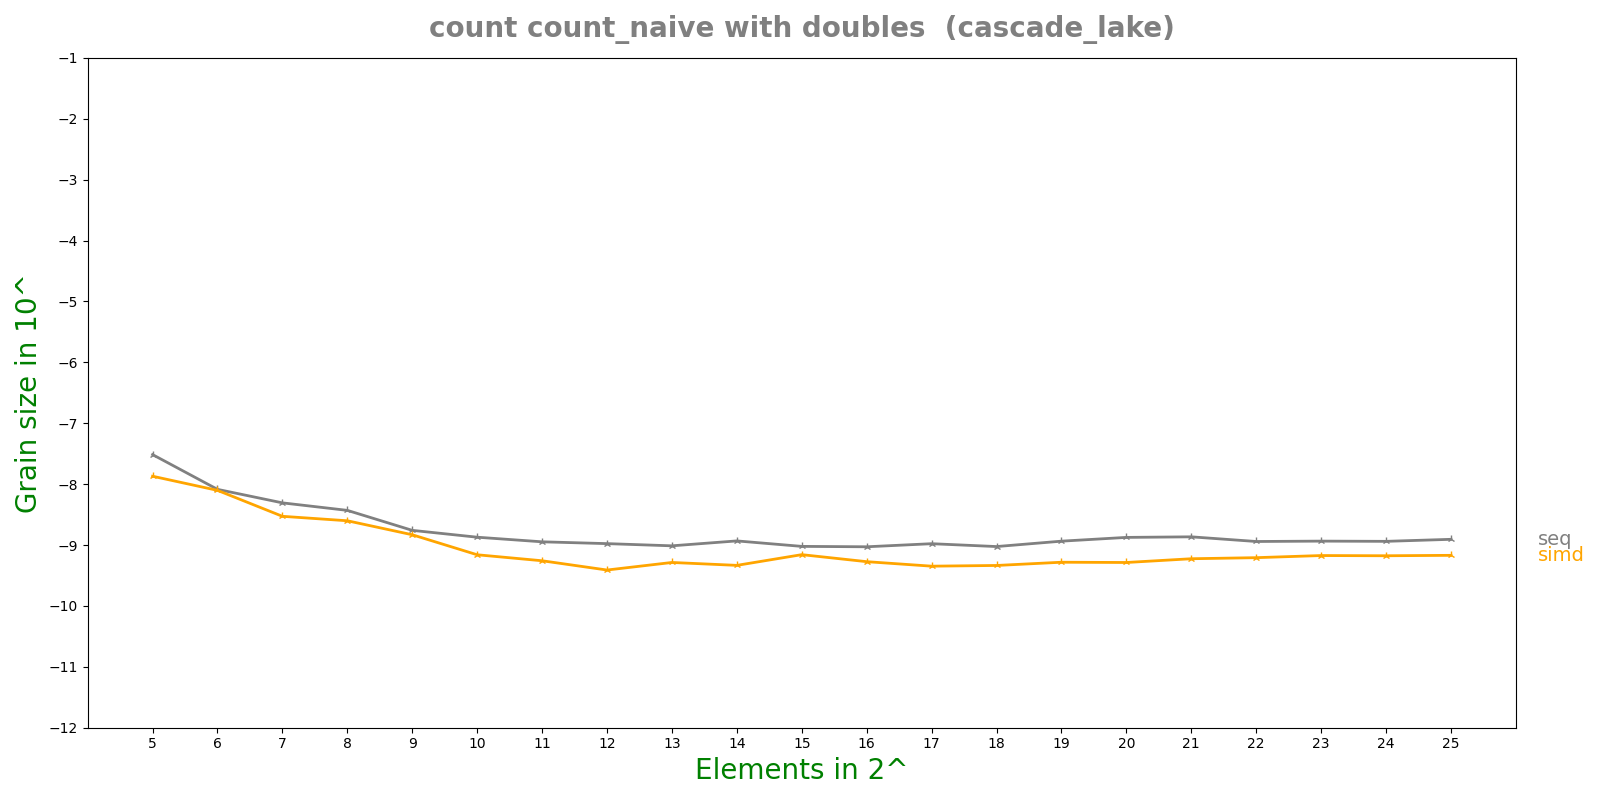 count count_naive with doubles  (cascade_lake)
Grain size in 10^
−1
−2
−3
−4
−5
−6
−7
−8
−9
−10
−11
−12
seq
simd
5 6 7 8 9 10 11 12 13 14 15 16 17 18 19 20 21 22 23 24 25
Elements in 2^